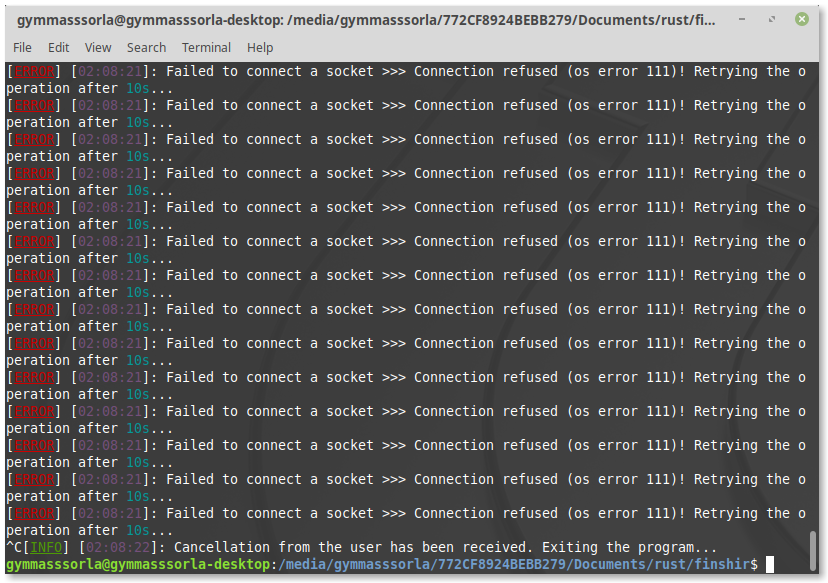 gymmasssorla@gymmasssorla-desktop: /media/gymmasssorla/772CF8924BEBB279/Documents/rust/fi...
File Edit View Search Terminal Help
[ERROR] [02:08:21]: Failed to connect a socket >>> Connection refused (os error 111)! Retrying the o
peration after 10s...
[ERROR] [02:08:21]: Failed to connect a socket >>> Connection refused (os error 111)! Retrying the o
peration after 10s...
[ERROR] [02:08:21]: Failed to connect a socket >>> Connection refused (os error 111)! Retrying the o
peration after 10s...
[ERROR] [02:08:21]: Failed to connect a socket >>> Connection refused (os error 111)! Retrying the o
peration after 10s...
[ERROR] [02:08:21]: Failed to connect a socket >>> Connection refused (os error 111)! Retrying the o
peration after 10s...
[ERROR] [02:08:21]: Failed to connect a socket >>> Connection refused (os error 111)! Retrying the o
peration after 10s...
[ERROR] [02:08:21]: Failed to connect a socket >>> Connection refused (os error 111)! Retrying the o
peration after 10s...
[ERROR] [02:08:21]: Failed to connect a socket >>> Connection refused (os error 111)! Retrying the o
peration after 10s...
[ERROR] [02:08:21]: Failed to connect a socket >>> Connection refused (os error 111)! Retrying the o
peration after 10s...
[ERROR] [02:08:21]: Failed to connect a socket >>> Connection refused (os error 111)! Retrying the o
peration after 10s...
[ERROR] [02:08:21]: Failed to connect a socket >>> Connection refused (os error 111)! Retrying the o
peration after 10s...
[ERROR] [02:08:21]: Failed to connect a socket >>> Connection refused (os error 111)! Retrying the o
peration after 10s...
[ERROR] [02:08:21]: Failed to connect a socket >>> Connection refused (os error 111)! Retrying the o
peration after 10s...
[ERROR] [02:08:21]: Failed to connect a socket >>> Connection refused (os error 111)! Retrying the o
peration after 10s...
^C[INFO] [02:08:22]: Cancellation from the user has been received. Exiting the program...
gymmasssorla@gymmasssorla-desktop:/media/gymmasssorla/772CF8924BEBB279/Documents/rust/finshir$